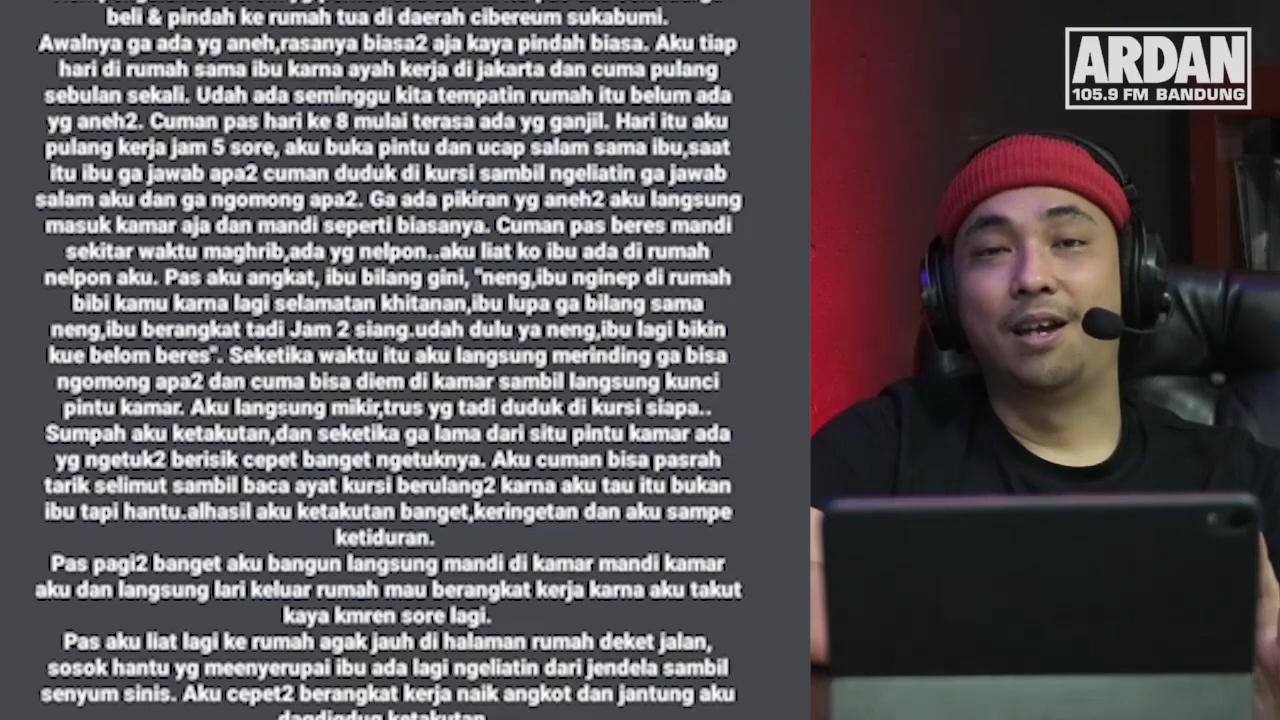 beli & pindah ke rumah tua di daerah cibereum sukabumi.
Awalnya ga ada yg aneh,rasanya biasa2 aja kaya pindah biasa. Aku tiap
hari di rumah sama ibu karna ayah kerja di jakarta dan cuma pulang
sebulan sekali. Udah ada seminggu kita tempatin rumah itu belum ada
yg aneh2. Cuman pas hari ke 8 mulai terasa ada yg ganjil. Hari itu aku
pulang kerja jam 5 sore, aku buka pintu dan ucap salam sama ibu,saat
itu ibu ga jawab apa2 cuman duduk di kursi sambil ngeliatin ga jawab
salam aku dan ga ngomong apa2. Ga ada pikiran yg aneh2 aku langsung
masuk kamar aja dan mandi seperti biasanya. Cuman pas beres mandi
sekitar waktu maghrib,ada yg nelpon..aku liat ko ibu ada di rumah
nelpon aku. Pas aku angkat, ibu bilang gini, "neng,ibu nginep di rumah
bibi kamu karna lagi selamatan khitanan,ibu lupa ga bilang sama
neng,ibu berangkat tadi Jam 2 siang.udah dulu ya neng,ibu lagi bikin
kue belom beres". Seketika waktu itu aku langsung merinding ga bisa
ngomong apa2 dan cuma bisa diem di kamar sambil langsung kunci
pintu kamar. Aku langsung mikir,trus yg tadi duduk di kursi siapa..
Sumpah aku ketakutan,dan seketika ga lama dari situ pintu kamar ada
yg ngetuk2 berisik cepet banget ngetuknya. Aku cuman bisa pasrah
tarik selimut sambil baca ayat kursi berulang2 karna aku tau itu bukan
ibu tapi hantu.alhasil aku ketakutan banget,keringetan dan aku sampe
ketiduran.
Pas pagi2 banget aku bangun langsung mandi di kamar mandi kamar
aku dan langsung lari keluar rumah mau berangkat kerja karna aku takut
kaya kmren sore lagi.
Pas aku liat lagi ke rumah agak jauh di halaman rumah deket jalan,
sosok hantu yg meenyerupai ibu ada lagi ngeliatin dari jendela sambil
senyum sinis. Aku cepet2 berangkat kerja naik angkot dan jantung aku
dagdigdug ketakutan
ARDAN
105.9 FM BANDUNG